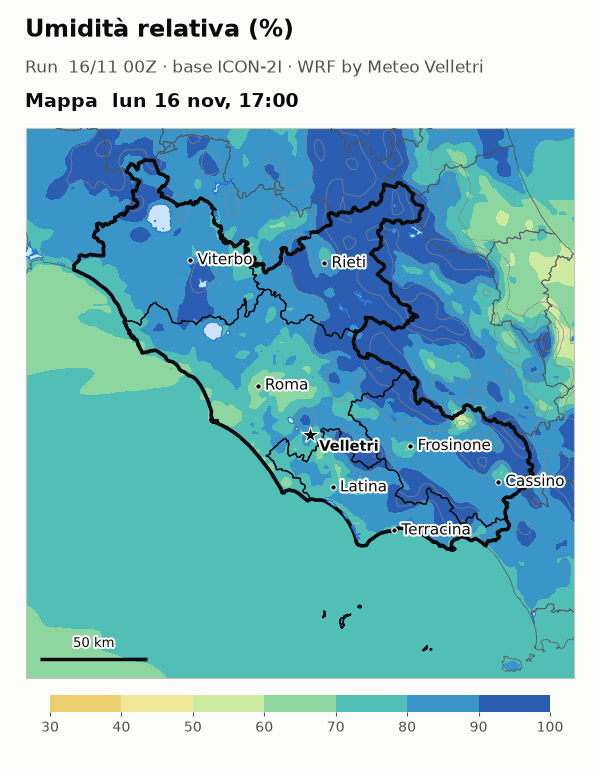 Umidità relativa (%)
Run  16/11 00Z · base ICON-2I · WRF by Meteo Velletri
Mappa  lun 16 nov, 17:00
Viterbo
Rieti
Roma
Velletri
Frosinone
Cassino
Latina
Terracina
50 km
30 40 50 60 70 80 90 100